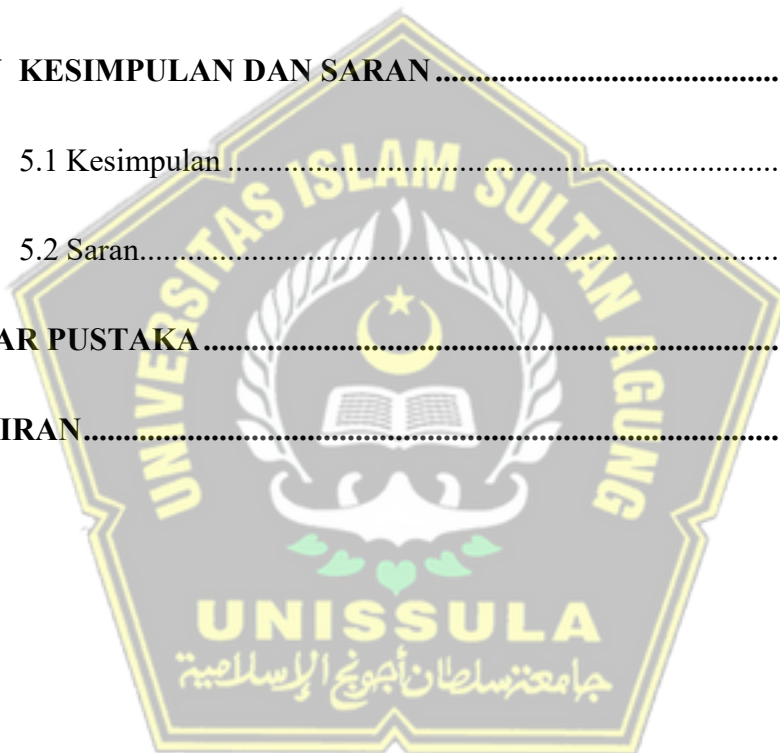 KESIMPULAN DAN SARAN........................................
5.1 Kesimpulan........................................
5.2 Saran........................................
AR PUSTAKA........................................
IRAN........................................
UNIVERSITAS ISLAM SULTAN AGUNG
UNISSULA
جامعة سلطان أجونج الإسلامية